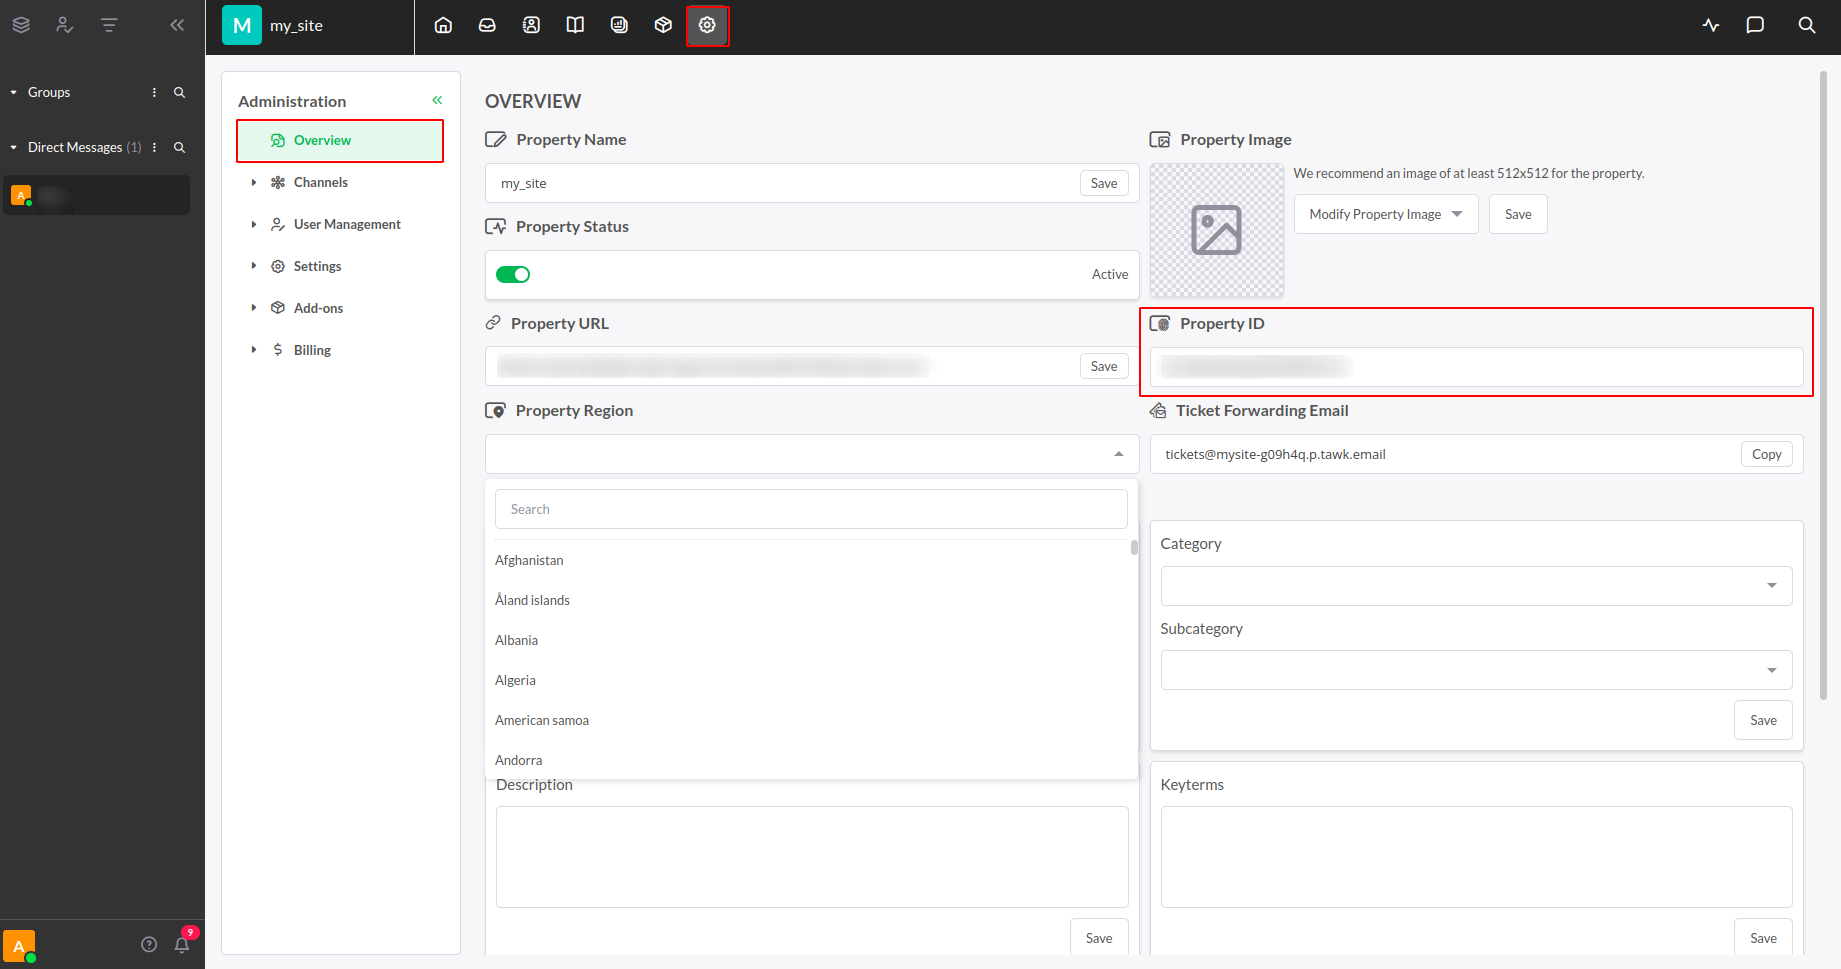 M my_site
Groups
Direct Messages (1)
A
Administration
Overview
Channels
User Management
Settings
Add-ons
Billing
OVERVIEW
Property Name
my_site Save
Property Status
Active
Property URL
Save
Property Region
Search
Afghanistan
Åland islands
Albania
Algeria
American samoa
Andorra
Description
Save
Property Image
We recommend an image of at least 512x512 for the property.
Modify Property Image Save
Property ID
Ticket Forwarding Email
tickets@mysite-g09h4q.p.tawk.email Copy
Category
Subcategory
Save
Keyterms
Save
A
9